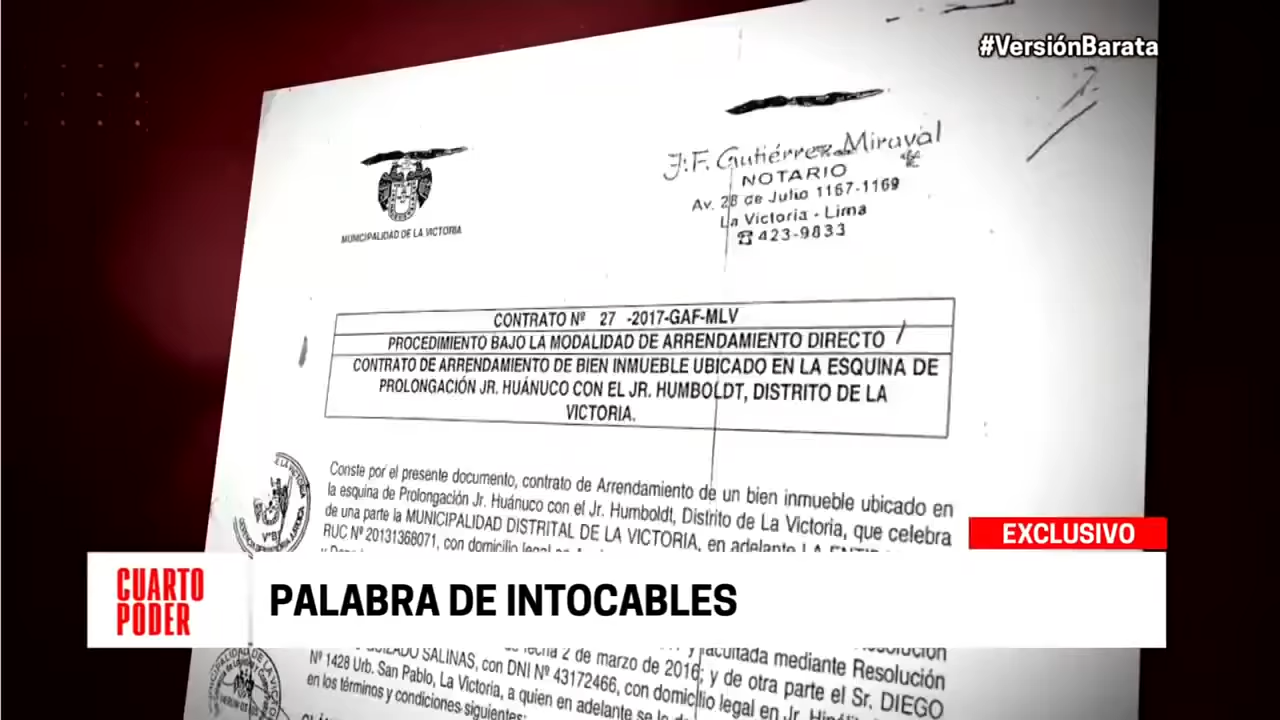 #VersiónBarata
J.F. Gutiérrez Miraval
NOTARIO
Av. 28 de Julio 1167-1169
La Victoria - Lima
☎ 423-9833
MUNICIPALIDAD DE LA VICTORIA
CONTRATO Nº 27 -2017-GAF-MLV
PROCEDIMIENTO BAJO LA MODALIDAD DE ARRENDAMIENTO DIRECTO
CONTRATO DE ARRENDAMIENTO DE BIEN INMUEBLE UBICADO EN LA ESQUINA DE
PROLONGACIÓN JR. HUÁNUCO CON EL JR. HUMBOLDT, DISTRITO DE LA
VICTORIA.
Conste por el presente documento, contrato de Arrendamiento de un bien inmueble ubicado en
la esquina de Prolongación Jr. Huánuco con el Jr. Humboldt, Distrito de La Victoria, que celebra
de una parte la MUNICIPALIDAD DISTRITAL DE LA VICTORIA, en adelante LA
RUC Nº 20131368071, con domicilio legal en
EXCLUSIVO
CUARTO
PODER
PALABRA DE INTOCABLES
fecha 2 de marzo de 2016; y facultada mediante Resolución
SALINAS, con DNI Nº 43172466, con domicilio legal en Jr. y de otra parte el Sr. DIEGO
Nº 1428 Urb. San Pablo, La Victoria, a quien en adelante se
en los términos y condiciones siguientes: